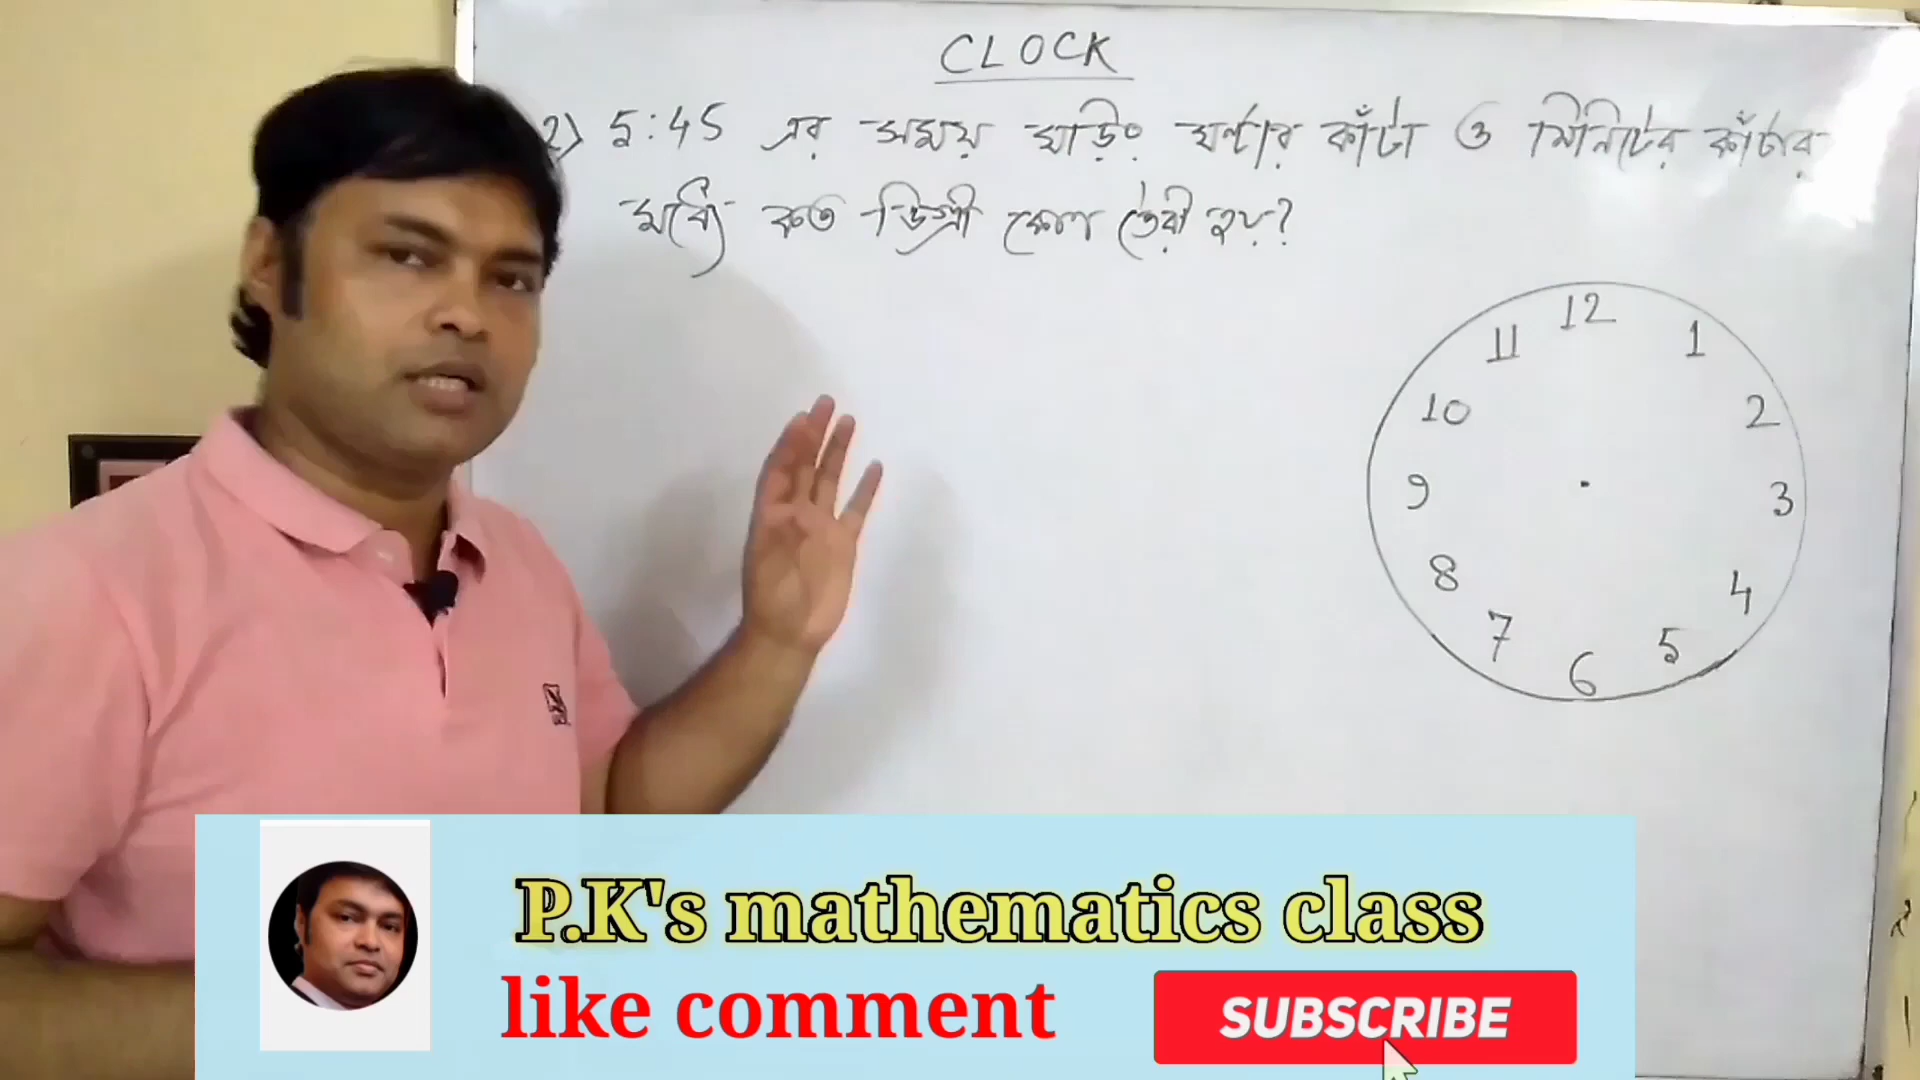 CLOCK
2) 5:45 এর সময় ঘড়ির ঘন্টার কাঁটা ও মিনিটের কাঁটার
মধ্যে কত ডিগ্রী কোণ তৈরী হয়?
12
11
1
10
2
9
3
8
4
7
5
6
P.K's mathematics class
like comment
SUBSCRIBE